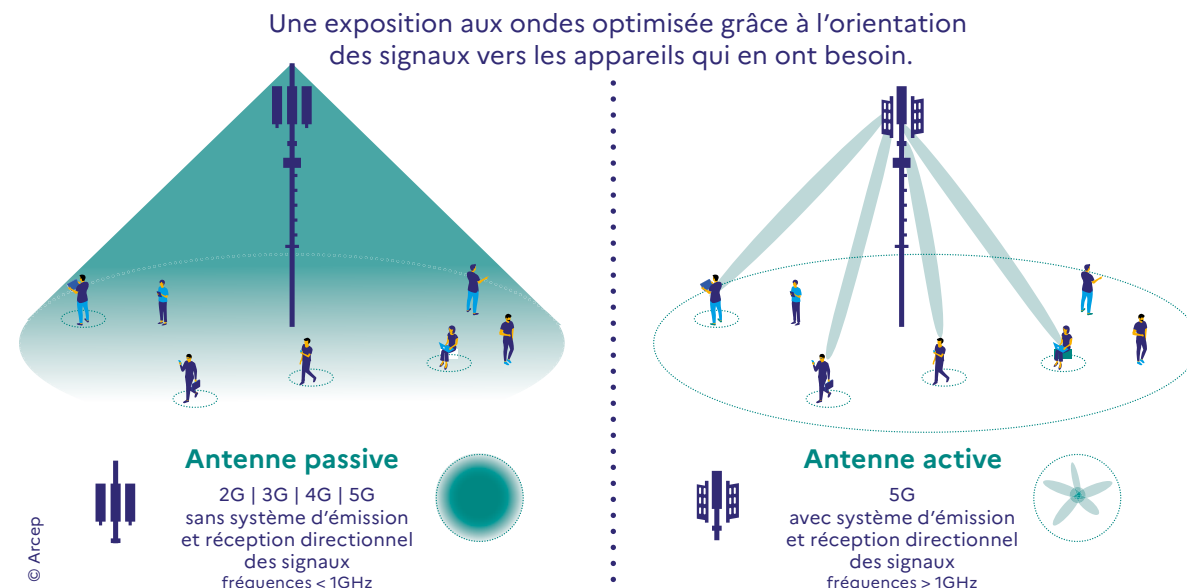 Une exposition aux ondes optimisée grâce à l'orientation
des signaux vers les appareils qui en ont besoin.
Antenne passive
2G | 3G | 4G | 5G
sans système d'émission
et réception directionnel
des signaux
fréquences < 1GHz
Antenne active
5G
avec système d'émission
et réception directionnel
des signaux
fréquences > 1GHz
© Arcep